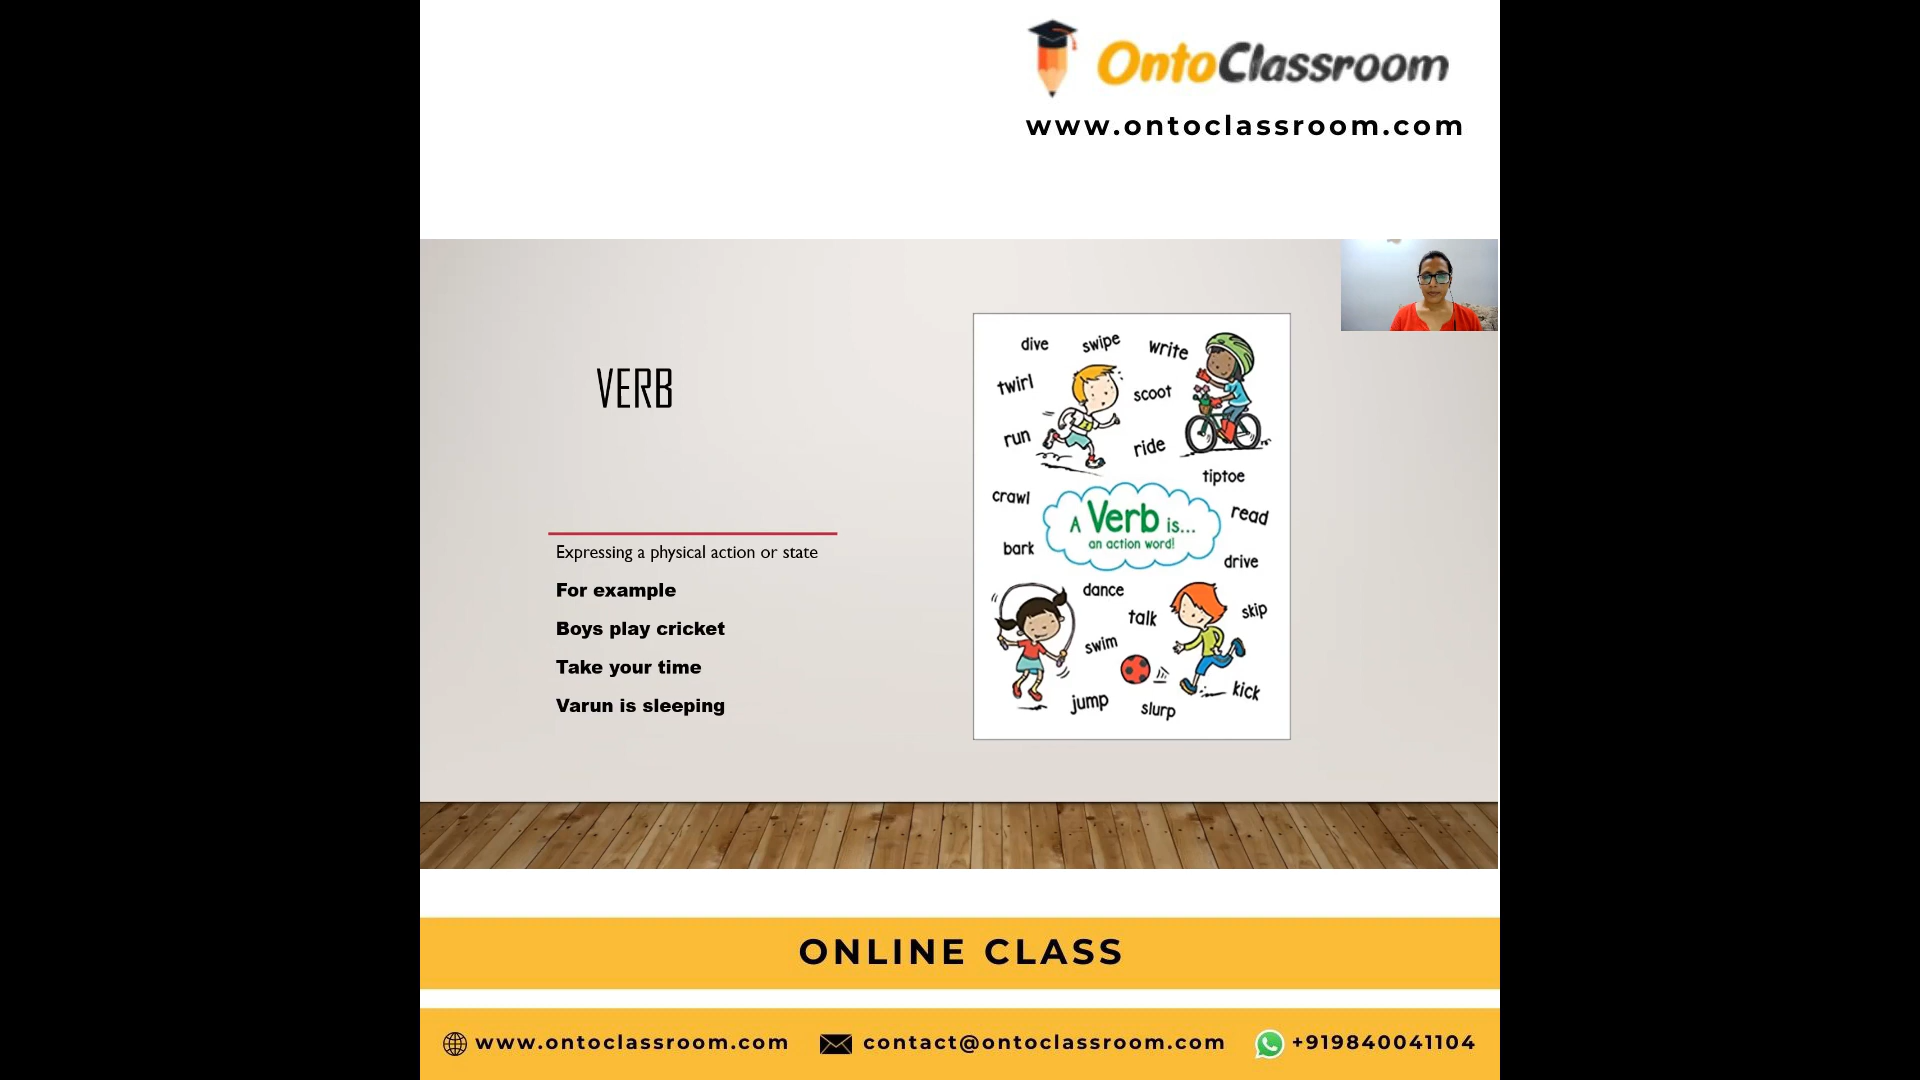 OntoClassroom
www.ontoclassroom.com
VERB
Expressing a physical action or state
For example
Boys play cricket
Take your time
Varun is sleeping
dive swipe write
twirl scoot
run ride
tiptoe
crawl
A Verb is...
read
an action word!
bark
drive
dance
talk skip
swim
kick
jump slurp
ONLINE CLASS
www.ontoclassroom.com contact@ontoclassroom.com +919840041104